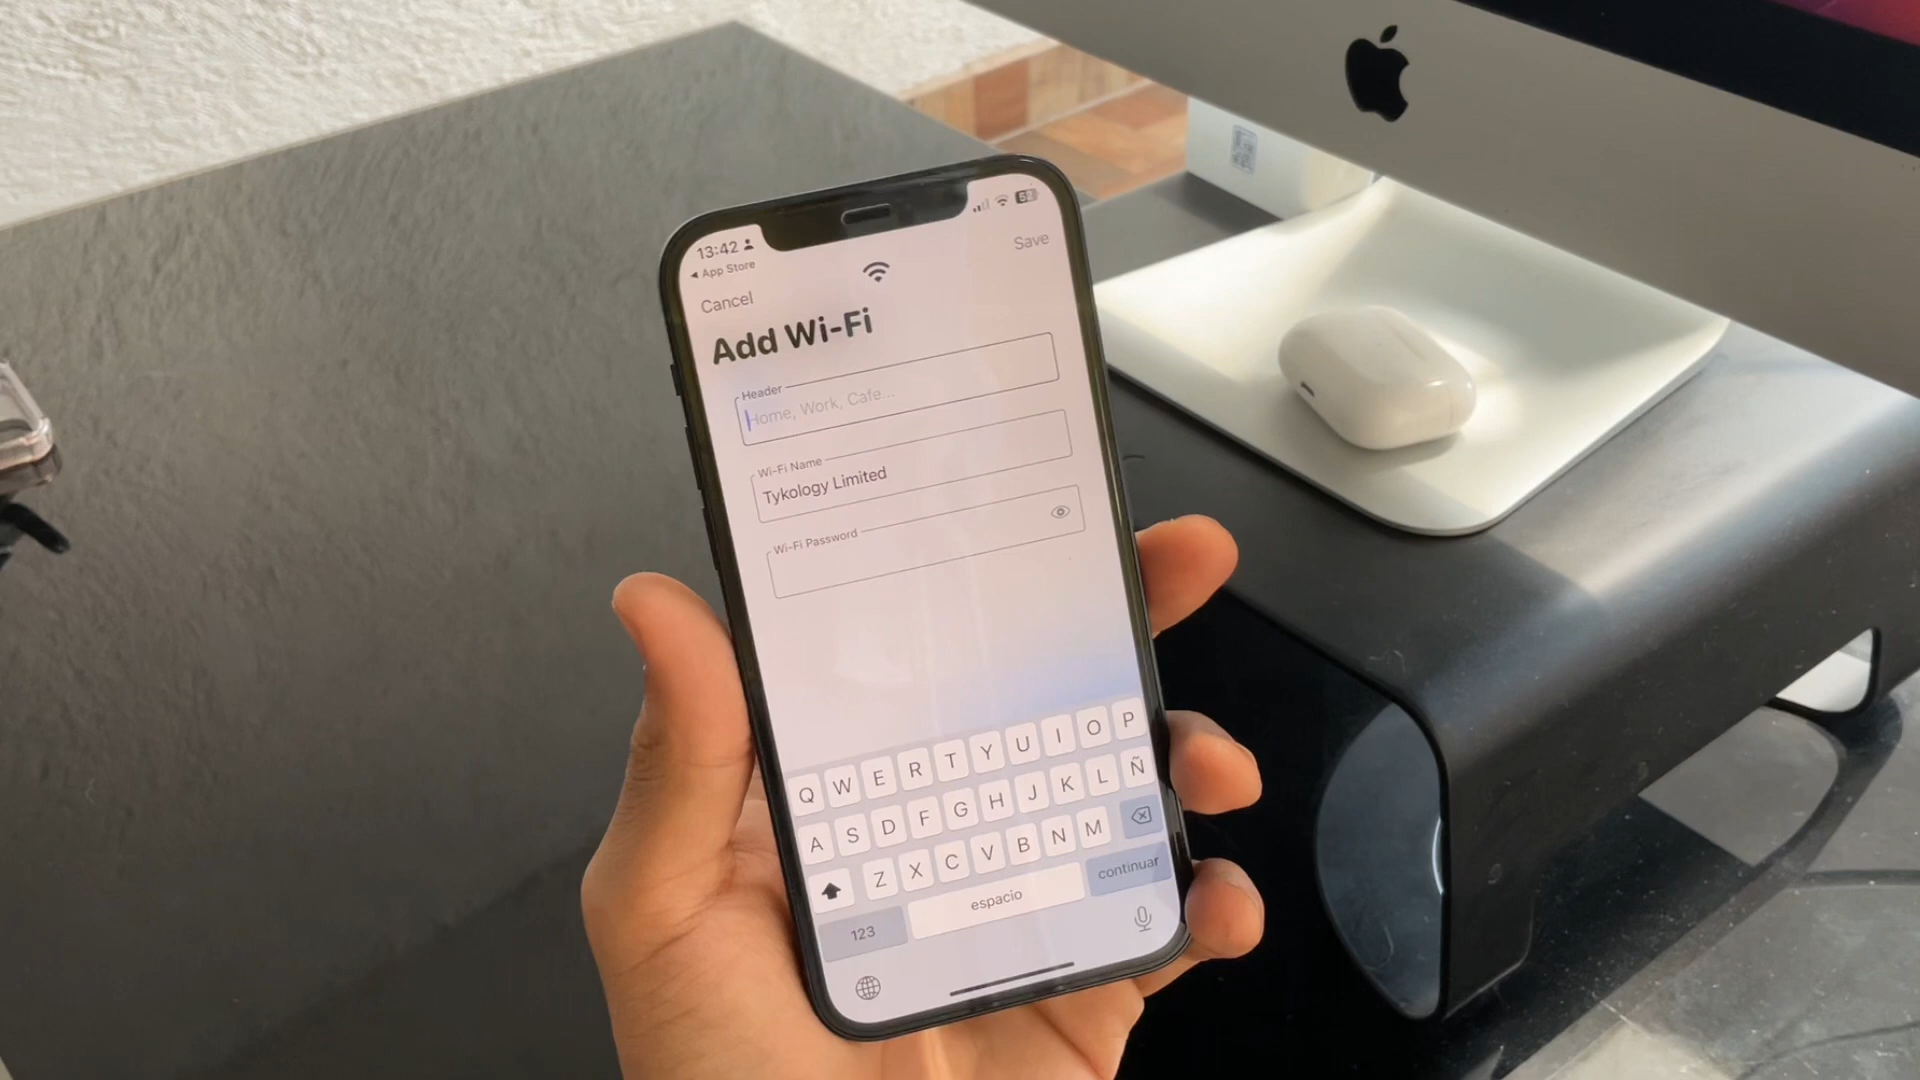 13:42
52
App Store
Save
Cancel
Add Wi-Fi
Header
Home, Work, Cafe...
Wi-Fi Name
Tykology Limited
Wi-Fi Password
Q W E R T Y U I O P
A S D F G H J K L Ñ
Z X C V B N M
123
espacio
continuar